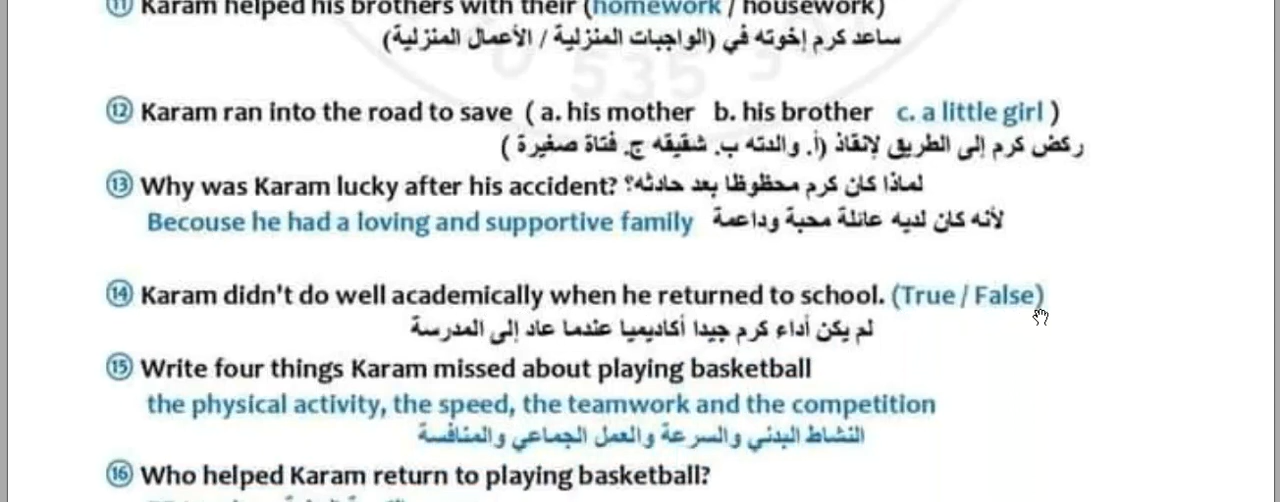 ⑪ Karam helped his brothers with their (homework / housework)
ساعد كرم إخوته في (الواجبات المنزلية / الأعمال المنزلية)
⑫ Karam ran into the road to save ( a. his mother b. his brother c. a little girl )
ركض كرم إلى الطريق لإنقاذ (أ. والدته ب. شقيقه ج. فتاة صغيرة )
⑬ Why was Karam lucky after his accident? لماذا كان كرم محظوظا بعد حادثه؟
Becouse he had a loving and supportive family لأنه كان لديه عائلة محبة وداعمة
⑭ Karam didn't do well academically when he returned to school. (True / False)
لم يكن أداء كرم جيدا أكاديميا عندما عاد إلى المدرسة
⑮ Write four things Karam missed about playing basketball
the physical activity, the speed, the teamwork and the competition
النشاط البدني والسرعة والعمل الجماعي والمنافسة
⑯ Who helped Karam return to playing basketball?